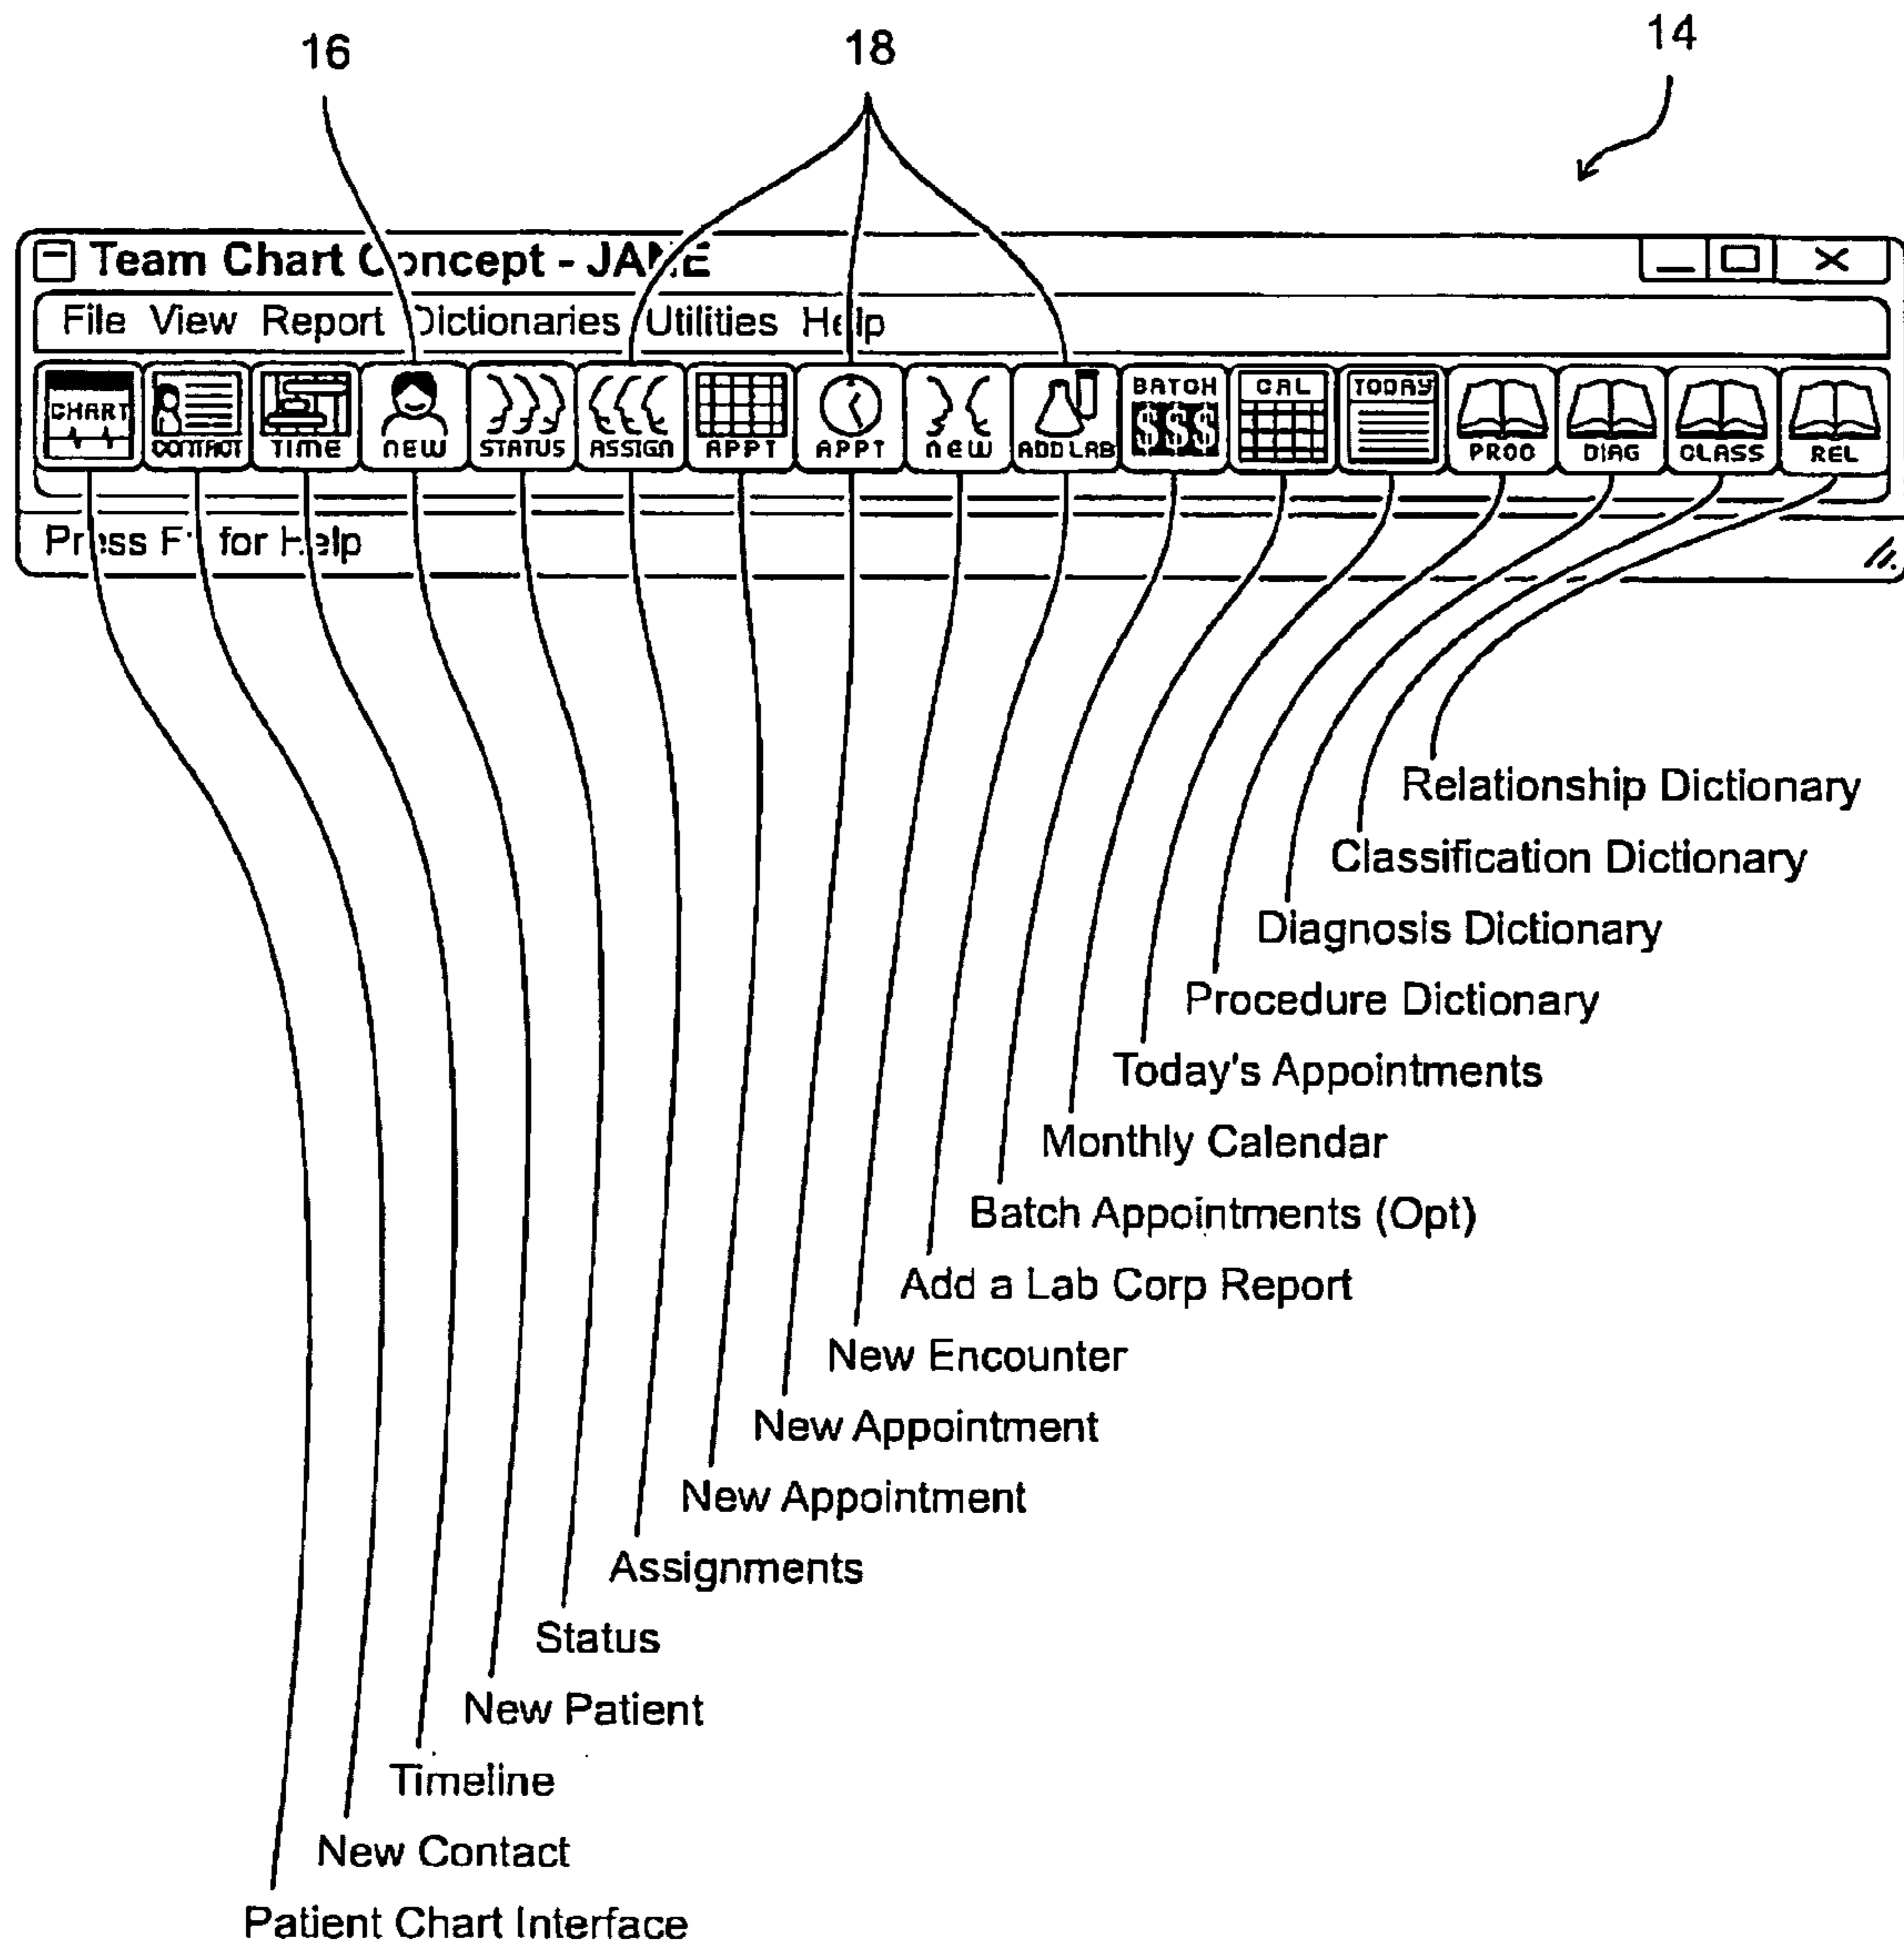 16 18 14
Team Chart Concept - JANE
File View Report Dictionaries Utilities Help
CHART CONTACT TIME NEW STATUS ASSIGN APPT APPT NEW ADD LAB BATCH $$$ CAL TODAY PROC DIAG CLASS REL
Press F1 for Help
Relationship Dictionary
Classification Dictionary
Diagnosis Dictionary
Procedure Dictionary
Today's Appointments
Monthly Calendar
Batch Appointments (Opt)
Add a Lab Corp Report
New Encounter
New Appointment
New Appointment
Assignments
Status
New Patient
Timeline
New Contact
Patient Chart Interface